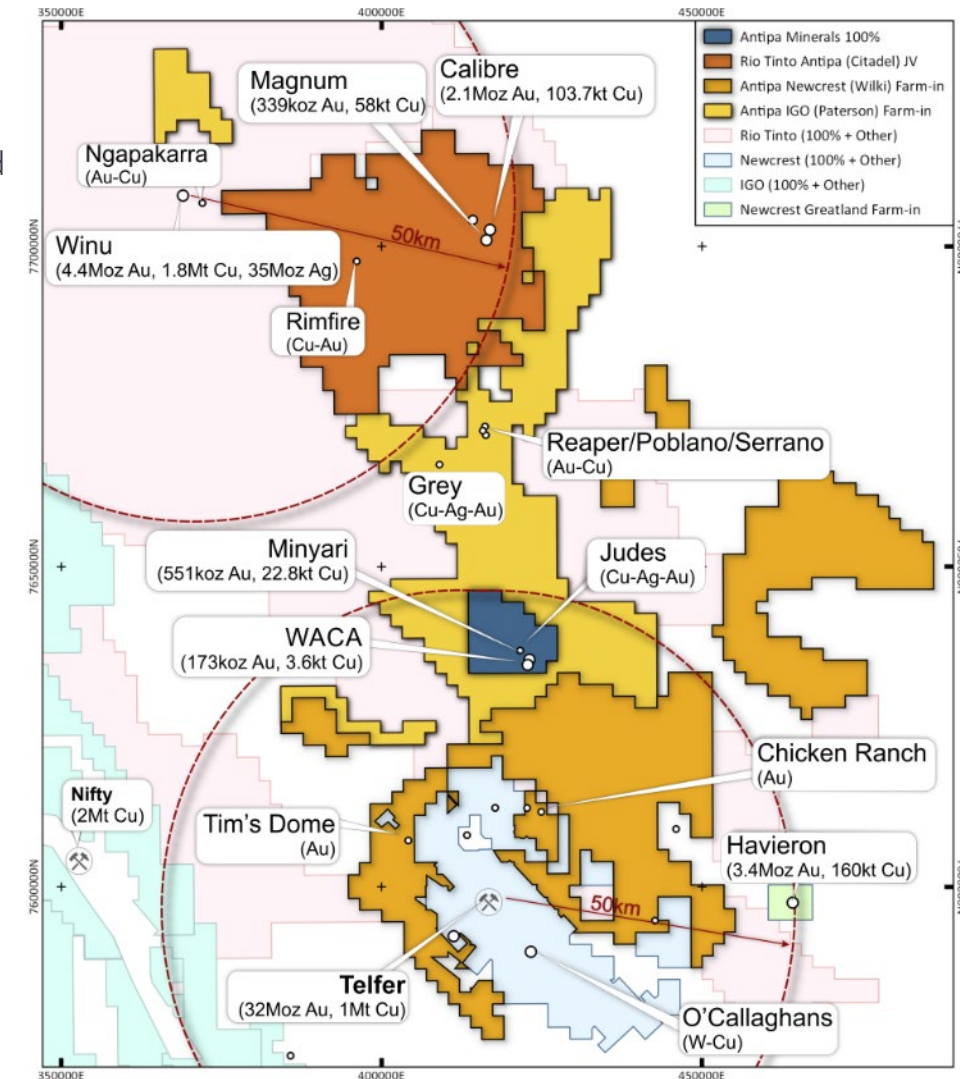 350000E
400000E
450000E
Antipa Minerals 100%
Rio Tinto Antipa (Citadel) JV
Antipa Newcrest (Wilki) Farm-in
Antipa IGO (Paterson) Farm-in
Rio Tinto (100% + Other)
Newcrest (100% + Other)
IGO (100% + Other)
Newcrest Greatland Farm-in
Magnum
(339koz Au, 58kt Cu)
Calibre
(2.1Moz Au, 103.7kt Cu)
Ngapakarra
(Au-Cu)
7700000N
50km
Winu
(4.4Moz Au, 1.8Mt Cu, 35Moz Ag)
Rimfire
(Cu-Au)
Reaper/Poblano/Serrano
(Au-Cu)
Grey
(Cu-Ag-Au)
Minyari
(551koz Au, 22.8kt Cu)
Judes
(Cu-Ag-Au)
7650000N
WACA
(173koz Au, 3.6kt Cu)
Chicken Ranch
(Au)
Nifty
(2Mt Cu)
Tim's Dome
(Au)
Havieron
(3.4Moz Au, 160kt Cu)
7600000N
50km
Telfer
(32Moz Au, 1Mt Cu)
O'Callaghans
(W-Cu)
350000E
400000E
450000E